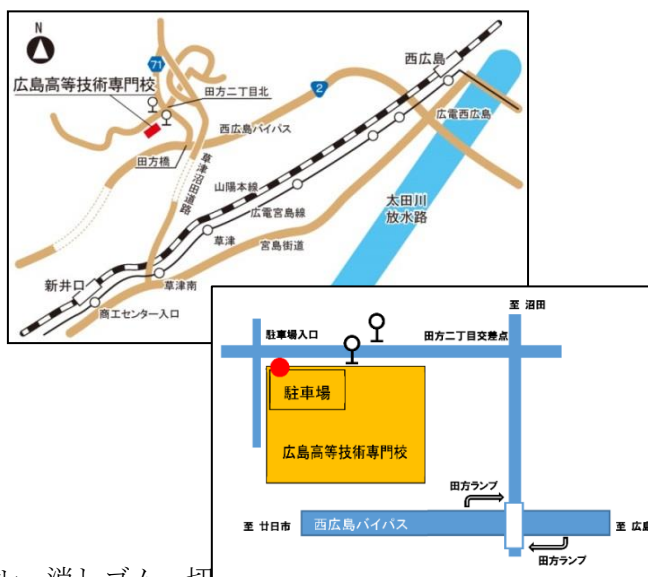 N
71
西広島
広島高等技術専門校
田方二丁目北
2
広電西広島
西広島バイパス
田方橋
草津沼田道路
山陽本線
太田川
放水路
広電宮島線
草津
宮島街道
新井口
草津南
商工センター入口
至 沼田
駐車場入口
田方二丁目交差点
駐車場
広島高等技術専門校
田方ランプ
至 廿日市
西広島バイパス
至 広島
田方ランプ
消しゴム